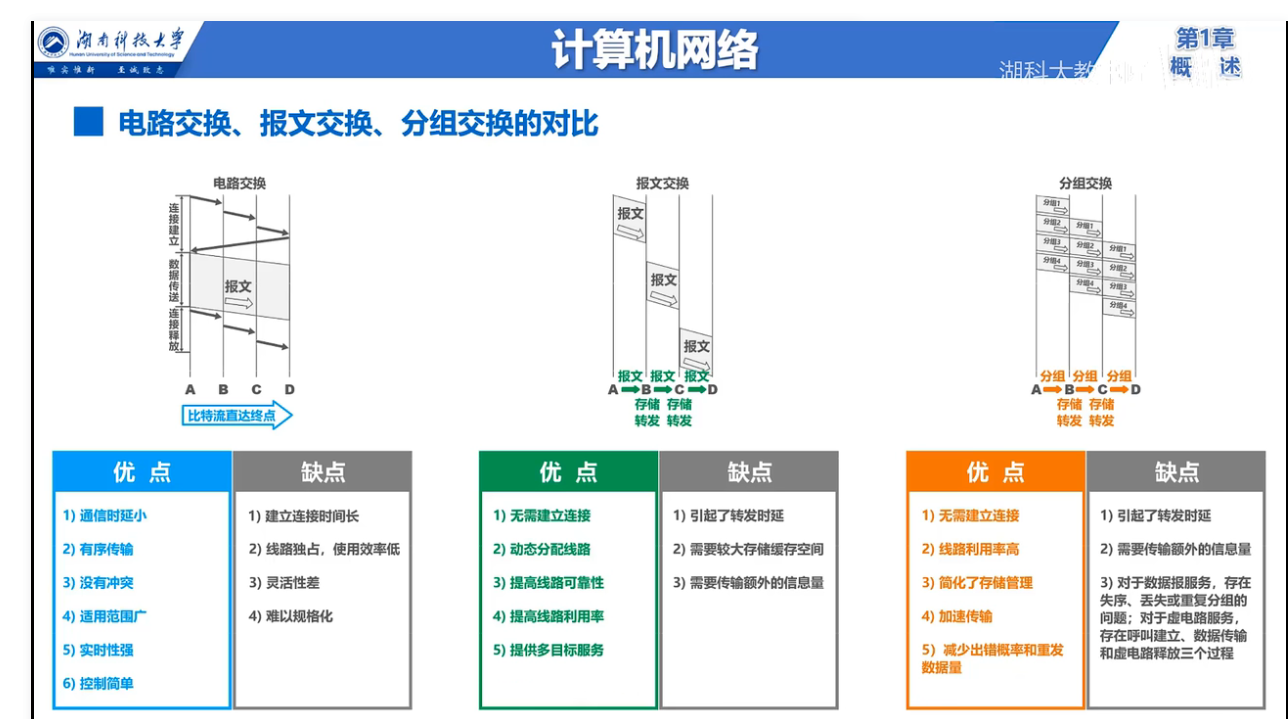 湖南科技大学
Hunan University of Science and Technology
唯实惟新 至诚致志
计算机网络
第1章
概 述
湖科大教
电路交换、报文交换、分组交换的对比
电路交换
连接建立
数据传送
连接释放
报文
A B C D
比特流直达终点
报文交换
报文
报文
报文
报文 报文 报文
A B C D
存储 存储
转发 转发
分组交换
分组1
分组2 分组1
分组3 分组2 分组1
分组4 分组3 分组2
分组4 分组3
分组4
分组 分组 分组
A B C D
存储 存储
转发 转发
优 点
1) 通信时延小
2) 有序传输
3) 没有冲突
4) 适用范围广
5) 实时性强
6) 控制简单
缺点
1) 建立连接时间长
2) 线路独占，使用效率低
3) 灵活性差
4) 难以规格化
优 点
1) 无需建立连接
2) 动态分配线路
3) 提高线路可靠性
4) 提高线路利用率
5) 提供多目标服务
缺点
1) 引起了转发时延
2) 需要较大存储缓存空间
3) 需要传输额外的信息量
优 点
1) 无需建立连接
2) 线路利用率高
3) 简化了存储管理
4) 加速传输
5) 减少出错概率和重发
数据量
缺点
1) 引起了转发时延
2) 需要传输额外的信息量
3) 对于数据报服务，存在
失序、丢失或重复分组的
问题；对于虚电路服务，
存在呼叫建立、数据传输
和虚电路释放三个过程